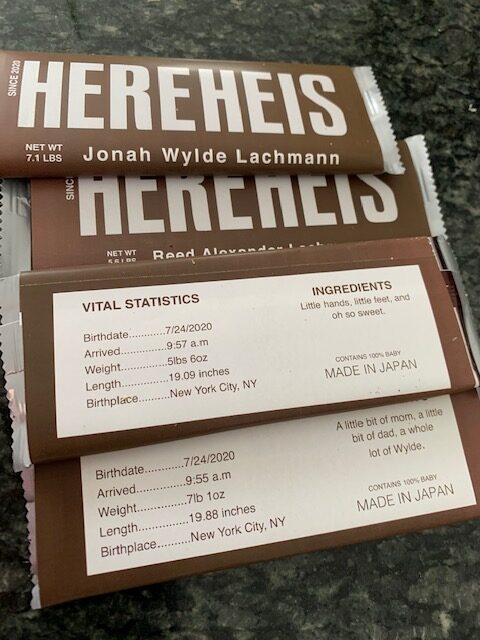 SINCE 2020
HEREHEIS
NET WT
7.1 LBS
Jonah Wylde Lachmann
HEREHEIS
NET WT
5.6 LBS
Reed Alexander
VITAL STATISTICS
Birthdate............7/24/2020
Arrived...............9:57 a.m
Weight...............5lbs 6oz
Length...............19.09 inches
Birthplace..........New York City, NY
INGREDIENTS
Little hands, little feet, and
oh so sweet.
CONTAINS 100% BABY
MADE IN JAPAN
Birthdate............7/24/2020
Arrived...............9:55 a.m
Weight...............7lb 1oz
Length...............19.88 inches
Birthplace..........New York City, NY
A little bit of mom, a little
bit of dad, a whole
lot of Wylde.
CONTAINS 100% BABY
MADE IN JAPAN